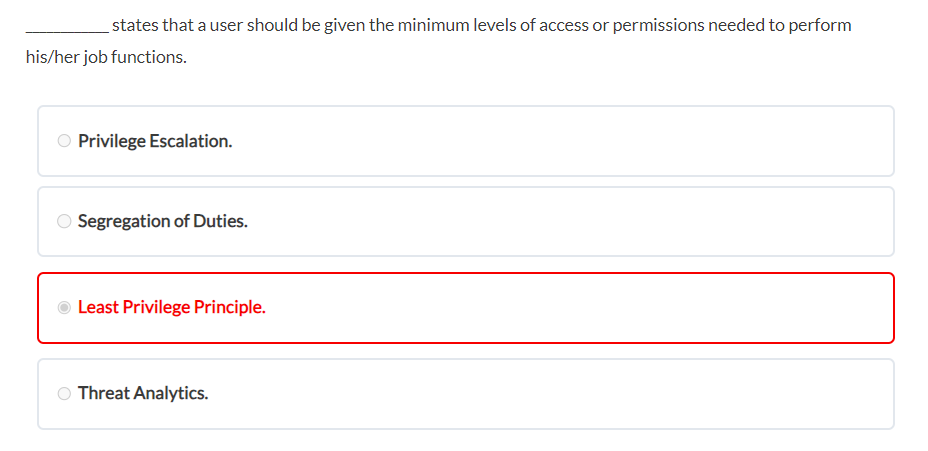 ____________ states that a user should be given the minimum levels of access or permissions needed to perform
his/her job functions.
Privilege Escalation.
Segregation of Duties.
Least Privilege Principle.
Threat Analytics.